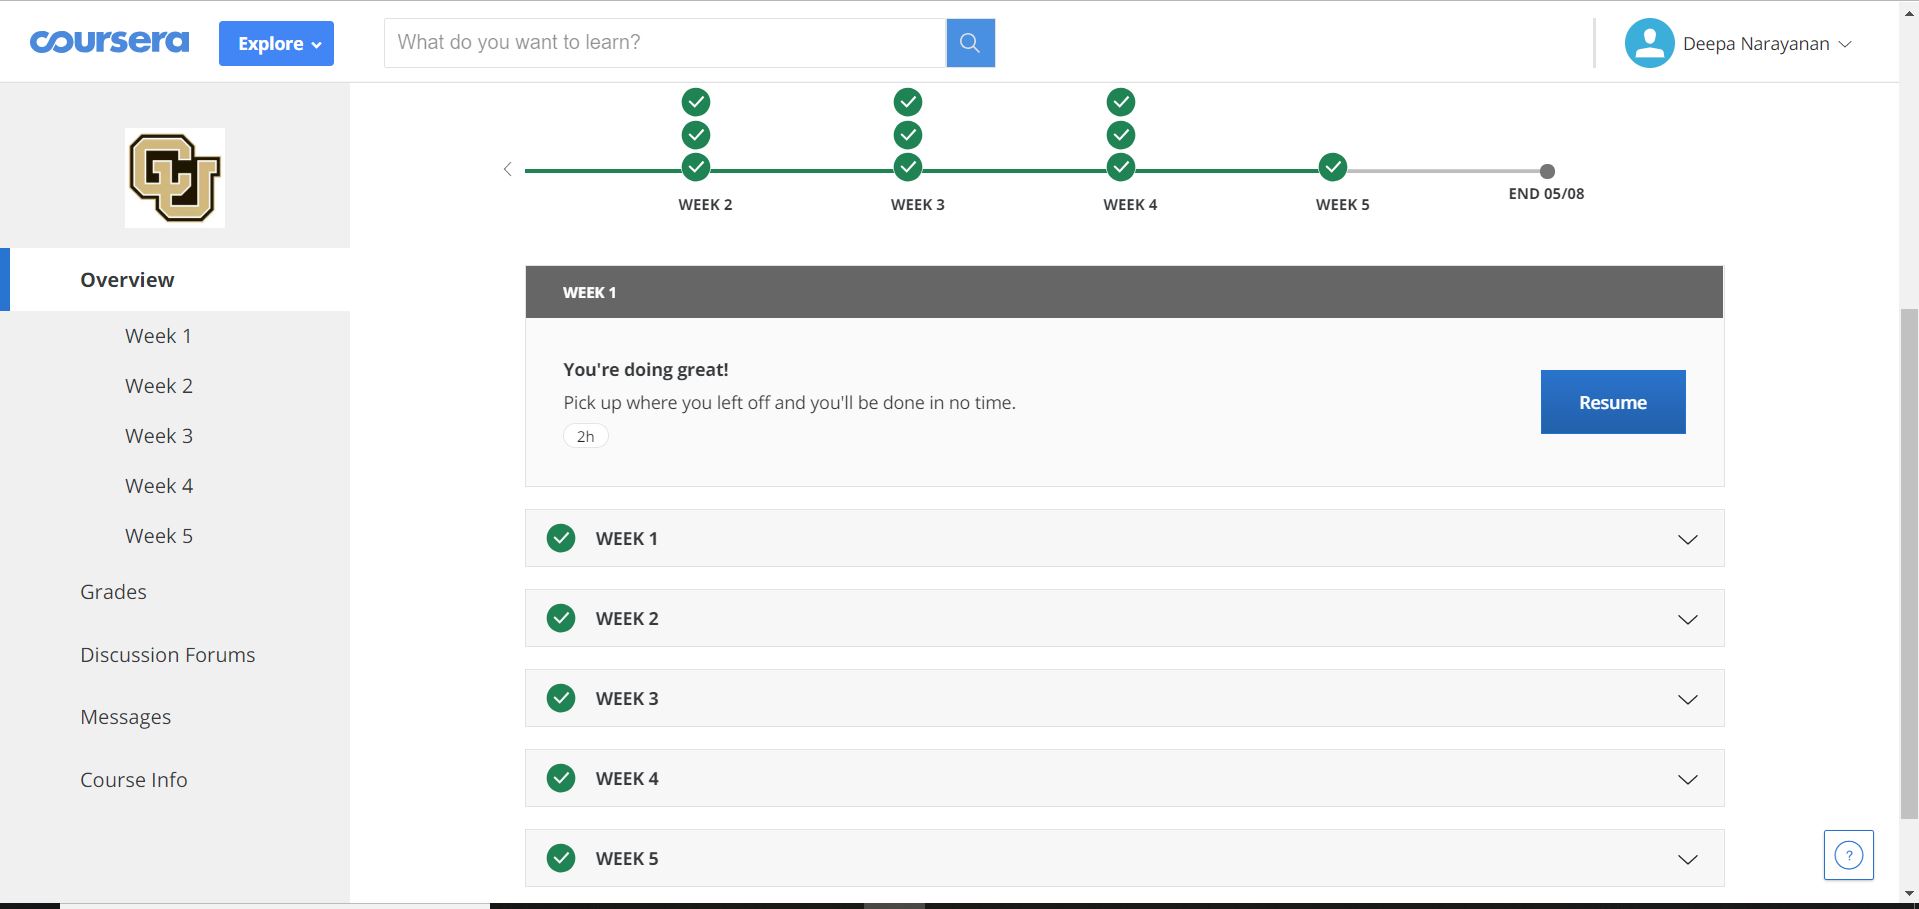 coursera
Explore
What do you want to learn?
Deepa Narayanan
CU
WEEK 2
WEEK 3
WEEK 4
WEEK 5
END 05/08
Overview
Week 1
Week 2
Week 3
Week 4
Week 5
Grades
Discussion Forums
Messages
Course Info
WEEK 1
You're doing great!
Pick up where you left off and you'll be done in no time.
2h
Resume
WEEK 1
WEEK 2
WEEK 3
WEEK 4
WEEK 5
?